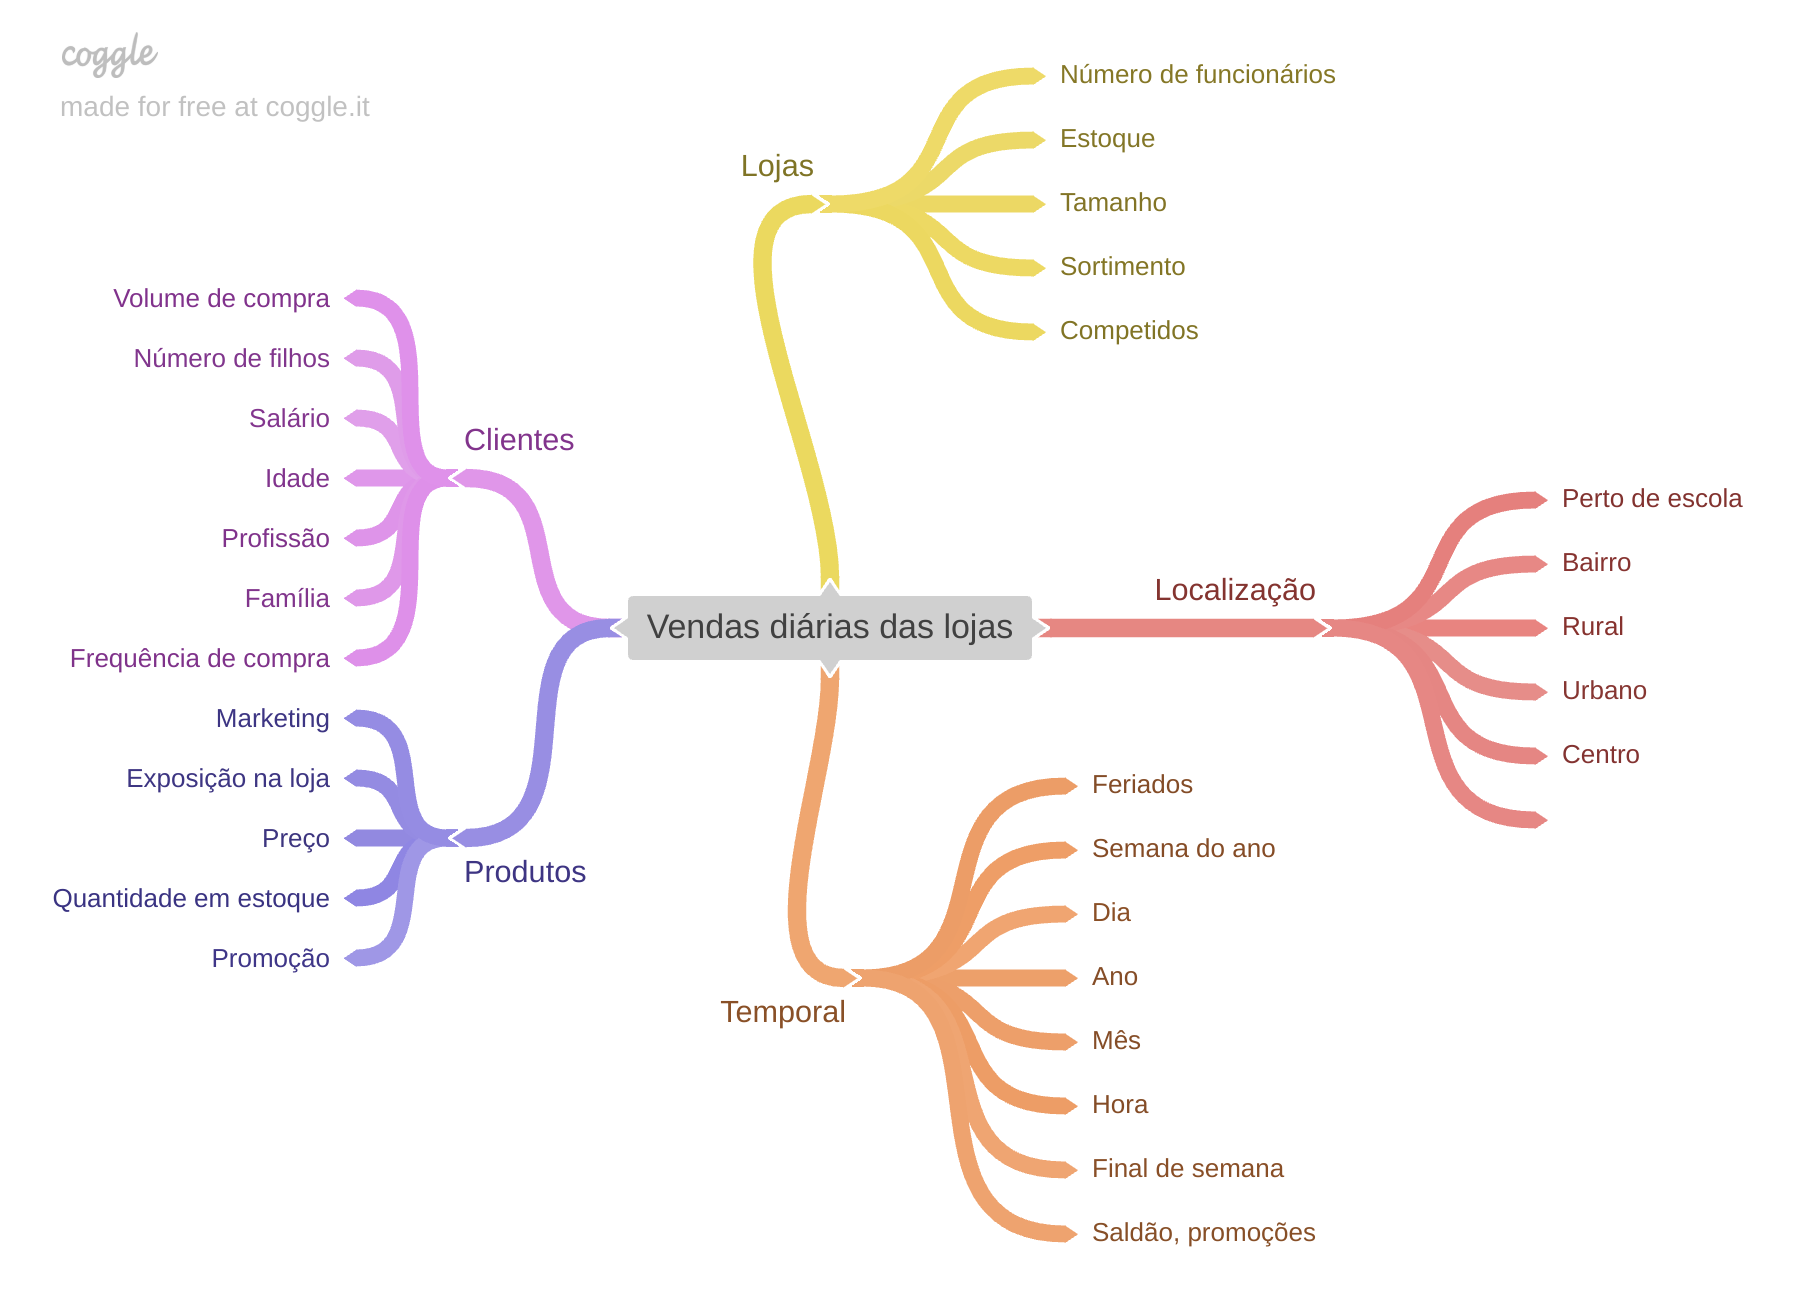 coggle
made for free at coggle.it
Lojas
Número de funcionários
Estoque
Tamanho
Sortimento
Competidos
Clientes
Volume de compra
Número de filhos
Salário
Idade
Profissão
Família
Frequência de compra
Vendas diárias das lojas
Localização
Perto de escola
Bairro
Rural
Urbano
Centro
Produtos
Marketing
Exposição na loja
Preço
Quantidade em estoque
Promoção
Temporal
Feriados
Semana do ano
Dia
Ano
Mês
Hora
Final de semana
Saldão, promoções